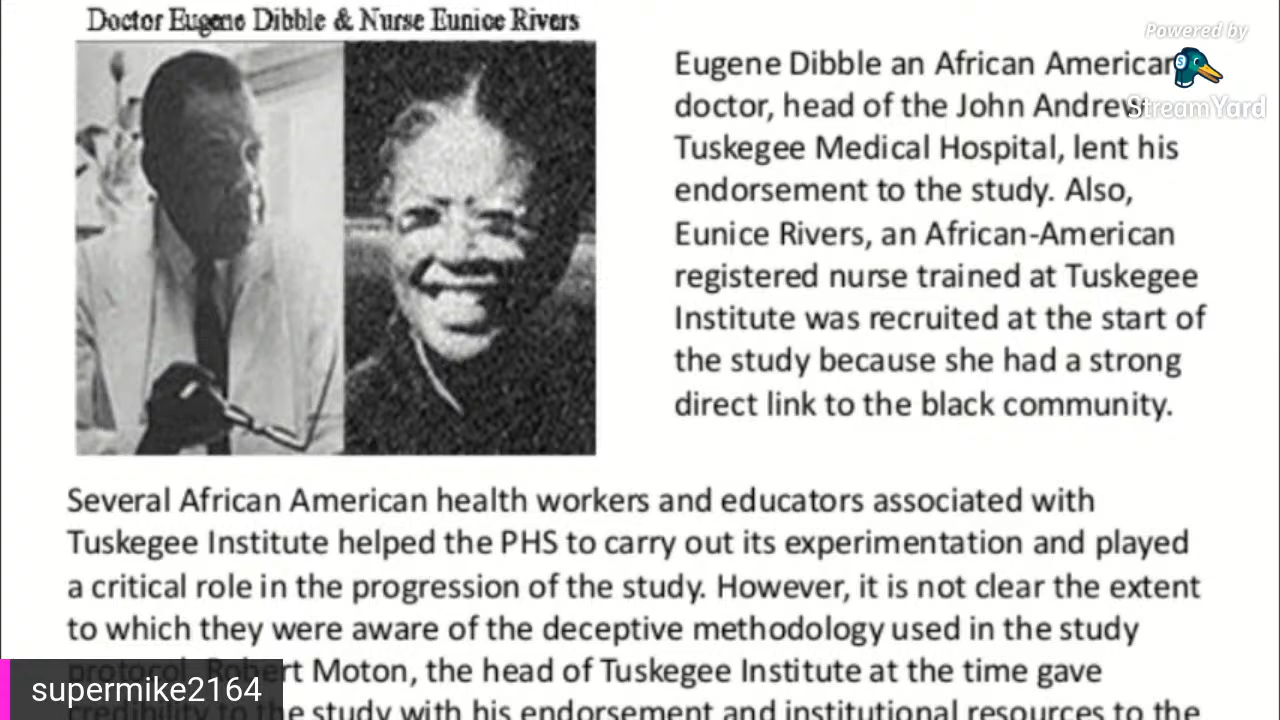 Doctor Eugene Dibble & Nurse Eunice Rivers
Powered by
StreamYard
Eugene Dibble an African American
doctor, head of the John Andrew
Tuskegee Medical Hospital, lent his
endorsement to the study. Also,
Eunice Rivers, an African-American
registered nurse trained at Tuskegee
Institute was recruited at the start of
the study because she had a strong
direct link to the black community.
Several African American health workers and educators associated with
Tuskegee Institute helped the PHS to carry out its experimentation and played
a critical role in the progression of the study. However, it is not clear the extent
to which they were aware of the deceptive methodology used in the study
protocol. Robert Moton, the head of Tuskegee Institute at the time gave
credibility to the study with his endorsement and institutional resources to the
supermike2164